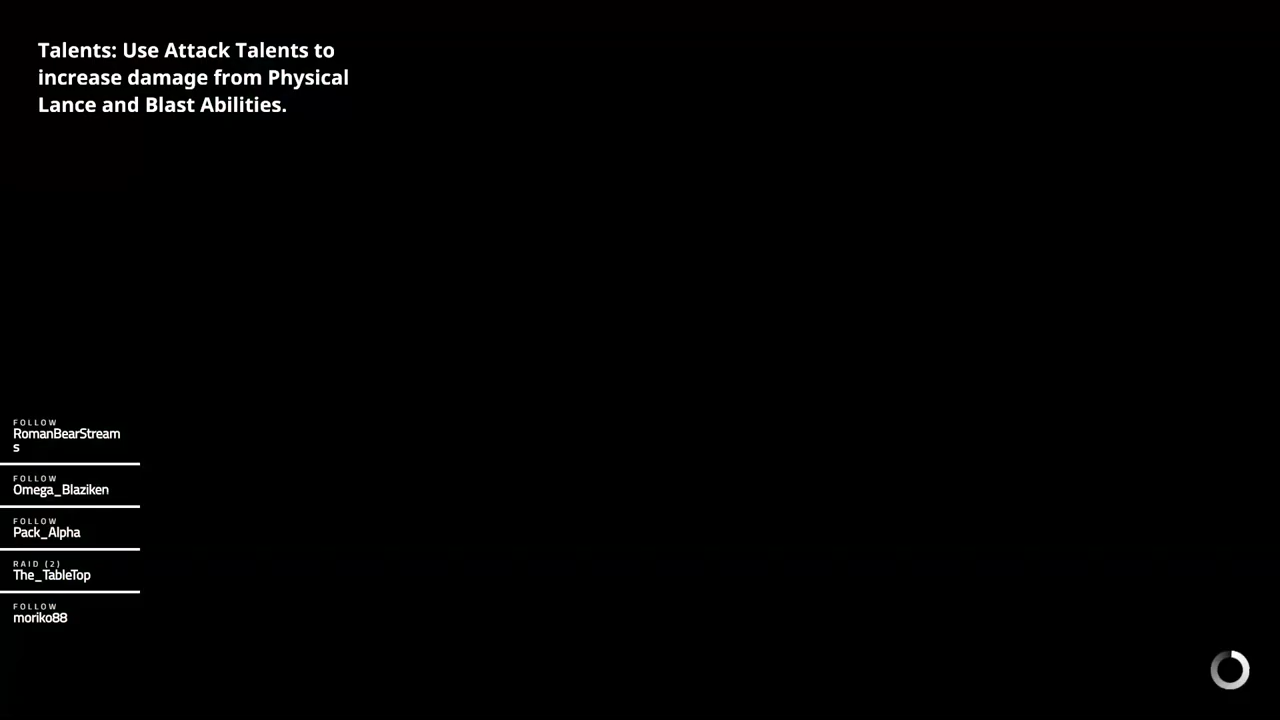 Talents: Use Attack Talents to
increase damage from Physical
Lance and Blast Abilities.
FOLLOW
RomanBearStream
s
FOLLOW
Omega_Blaziken
FOLLOW
Pack_Alpha
RAID (2)
The_TableTop
FOLLOW
moriko88